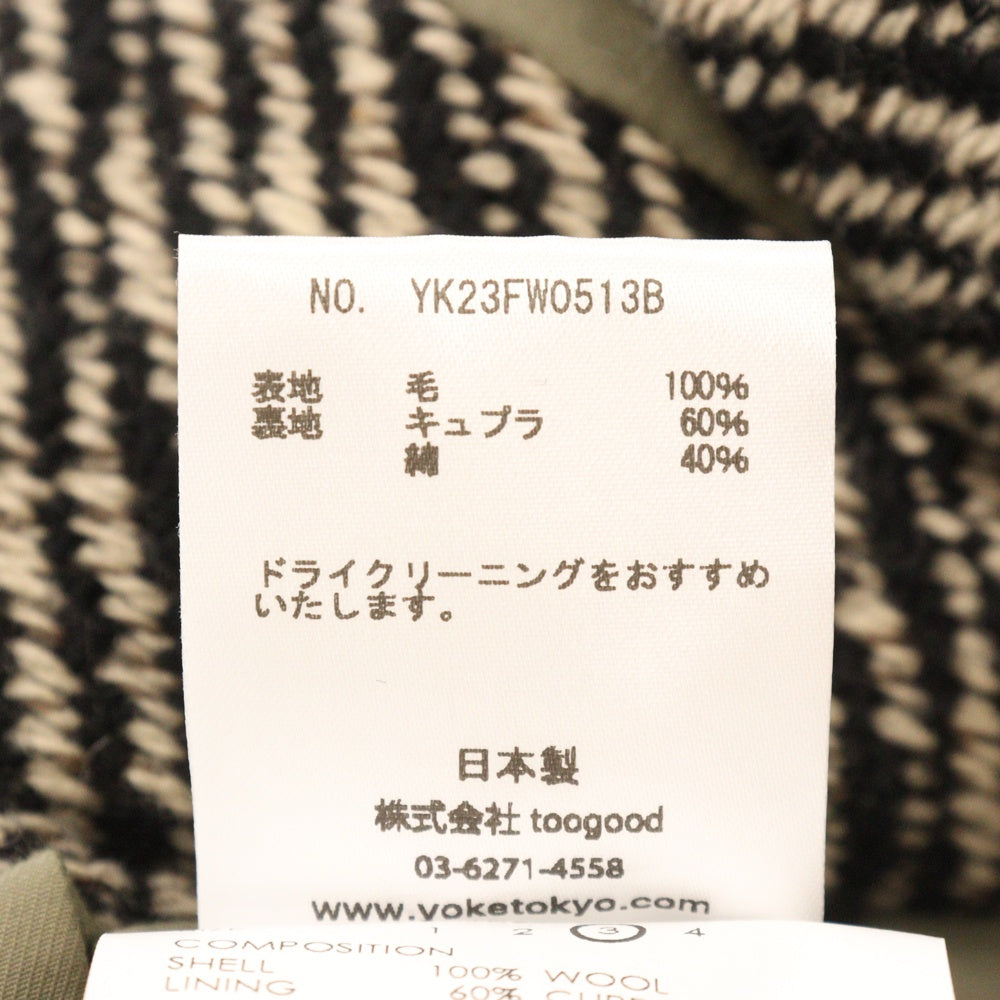 NO. YK23FW0513B
表地 毛 100%
裏地 キュプラ 60%
綿 40%
ドライクリーニングをおすすめ
いたします。
日本製
株式会社 toogood
03-6271-4558
www.yoketokyo.com
1 2 3 4
COMPOSITION
SHELL 100% WOOL
LINING 60%